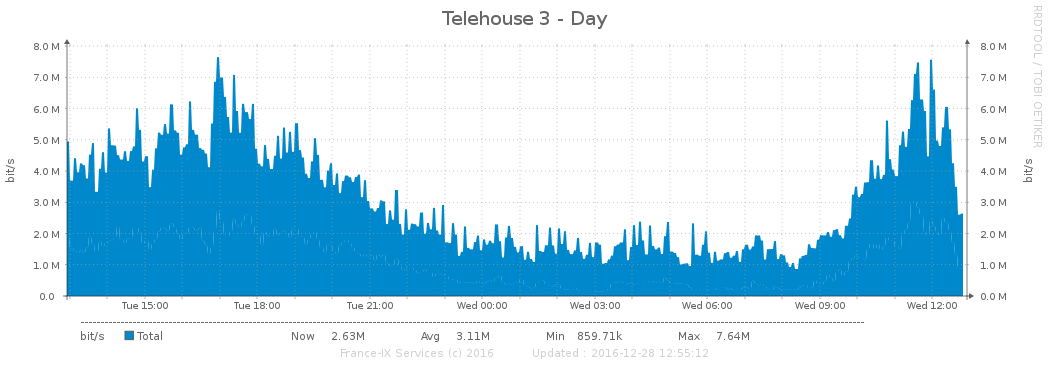 Telehouse 3 - Day
RRDTOOL / TOBI OETIKER
8.0 M 8.0 M
7.0 M 7.0 M
6.0 M 6.0 M
5.0 M 5.0 M
4.0 M 4.0 M
3.0 M 3.0 M
2.0 M 2.0 M
1.0 M 1.0 M
0.0 0.0 M
bit/s
bit/s
Tue 15:00 Tue 18:00 Tue 21:00 Wed 00:00 Wed 03:00 Wed 06:00 Wed 09:00 Wed 12:00
bit/s Total Now 2.63M Avg 3.11M Min 859.71k Max 7.64M
France-IX Services (c) 2016 Updated : 2016-12-28 12:55:12